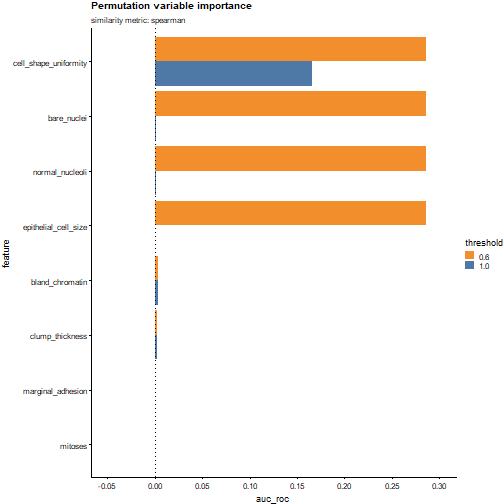 Permutation variable importance
similarity metric: spearman
cell_shape_uniformity
bare_nuclei
normal_nucleoli
epithelial_cell_size
bland_chromatin
clump_thickness
marginal_adhesion
mitoses
feature
threshold
0.6
1.0
-0.05 0.00 0.05 0.10 0.15 0.20 0.25 0.30
auc_roc